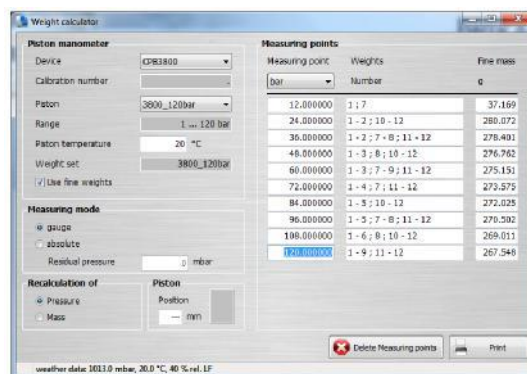 Weight calculator
Piston manometer
Device CPB3800
Calibration number
Piston 3800_120bar
Range 1 ... 120 bar
Piston temperature 20 °C
Weight set 3800_120bar
Use fine weights
Measuring mode
gauge
absolute
Residual pressure 0 mbar
Recalculation of
Pressure
Mass
Piston
Position
--- mm
Measuring points
Measuring point Weights Fine mass
bar Number g
12.000000 1 ; 7 37.169
24.000000 1 - 2 ; 10 - 12 280.072
36.000000 1 - 2 ; 7 - 8 ; 11 - 12 278.401
48.000000 1 - 3 ; 8 ; 10 - 12 276.762
60.000000 1 - 3 ; 7 - 9 ; 11 - 12 275.151
72.000000 1 - 4 ; 7 ; 11 - 12 273.575
84.000000 1 - 5 ; 10 - 12 272.025
96.000000 1 - 5 ; 7 - 8 ; 11 - 12 270.502
108.000000 1 - 6 ; 8 ; 10 - 12 269.011
120.000000 1 - 9 ; 11 - 12 267.548
Delete Measuring points
Print
weather data: 1013.0 mbar, 20.0 °C, 40 % rel. LF